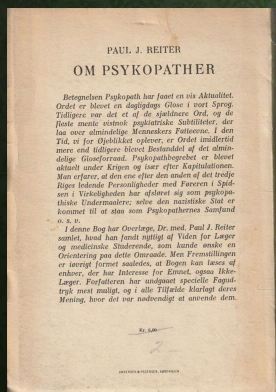 PAUL J. REITER
OM PSYKOPATHER
Betegnelsen Psykopath har faaet en vis Aktualitet.
Ordet er blevet en dagligdags Glose i vort Sprog.
Tidligere var det et af de sjældnere Ord, og de
fleste mente vistnok psykiatriske Subtiliteter, der
laa over almindelige Menneskers Fatteevne. I den
Tid, vi for Øjeblikket oplever, er Ordet imidlertid
mere end tidligere blevet Bestanddel af det almin-
delige Gloseforraad. Psykopathbegrebet er blevet
aktuelt under Krigen og især efter Kapitulationen.
Man erfarer, at den ene efter den anden af det tredje
Riges ledende Personligheder med Føreren i Spid-
sen i Virkeligheden har afsløret sig som psykopa-
thiske Undermaalere; selve den nazistiske Stat er
kommet til at staa som Psykopathernes Samfund
o. s. v.
I denne Bog har Overlæge, Dr. med. Paul J. Reiter
samlet, hvad han fandt nyttigt af Viden for Læger
og medicinske Studerende, som kunde ønske en
Orientering paa dette Omraade. Men Fremstillingen
er iøvrigt formet saaledes, at Bogen kan læses af
enhver, der har Interesse for Emnet, ogsaa Ikke-
Læger. Forfatteren har undgaaet specielle Fagud-
tryk mest muligt, og i alle Tilfælde klarlagt deres
Mening, hvor det var nødvendigt at anvende dem.